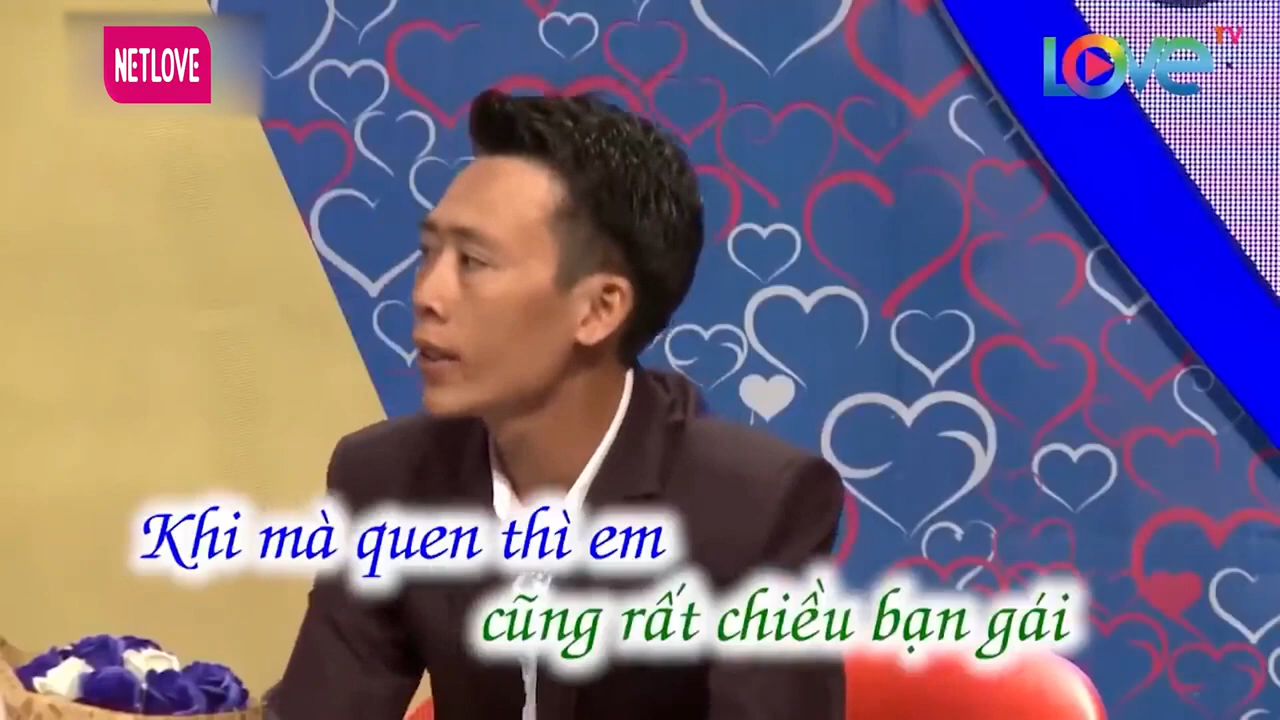 NETLOVE
LOVE TV
Khi mà quen thì em
cũng rất chiều bạn gái